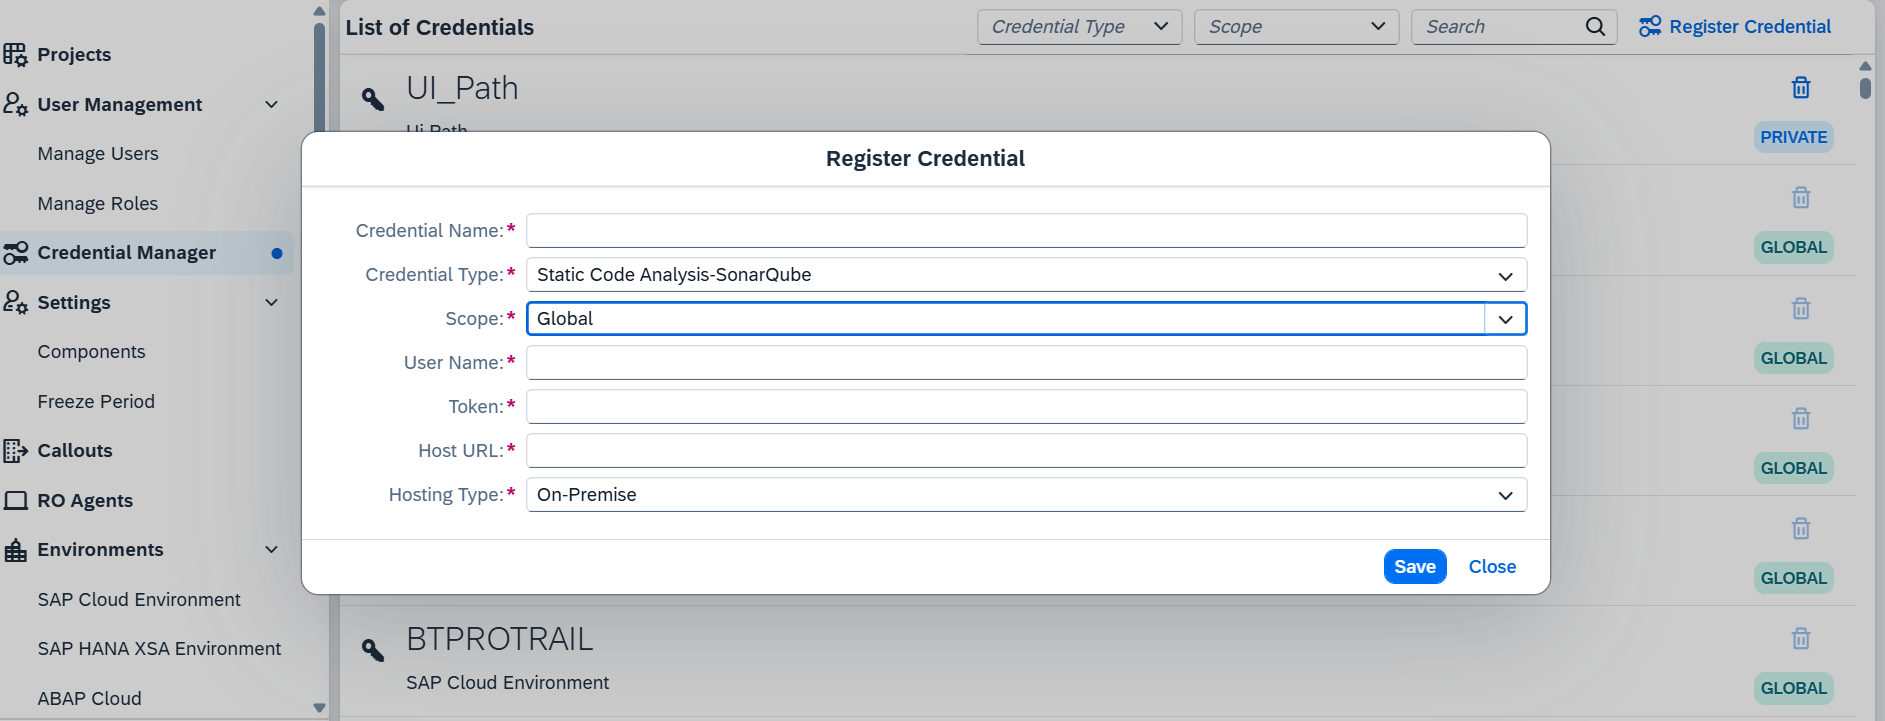 Projects
User Management
Manage Users
Manage Roles
Credential Manager
Settings
Components
Freeze Period
Callouts
RO Agents
Environments
SAP Cloud Environment
SAP HANA XSA Environment
ABAP Cloud
List of Credentials
Credential Type
Scope
Search
Register Credential
UI_Path
Ui Path
PRIVATE
GLOBAL
GLOBAL
GLOBAL
GLOBAL
Register Credential
Credential Name:*
Credential Type:* Static Code Analysis-SonarQube
Scope:* Global
User Name:*
Token:*
Host URL:*
Hosting Type:* On-Premise
Save Close
BTPROTRAIL
SAP Cloud Environment
GLOBAL